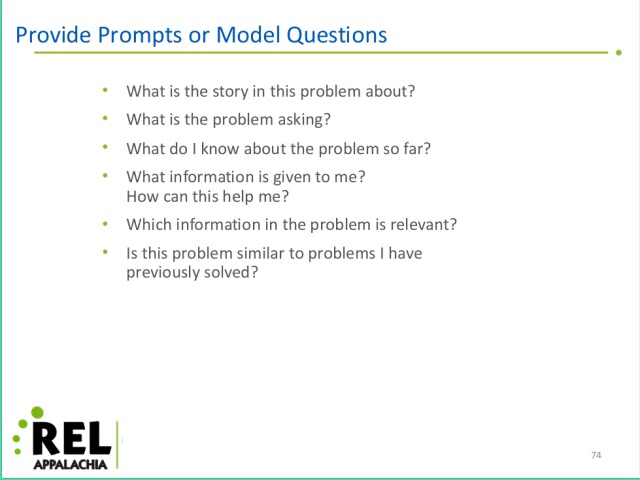 Provide Prompts or Model Questions
• What is the story in this problem about?
• What is the problem asking?
• What do I know about the problem so far?
• What information is given to me?
How can this help me?
• Which information in the problem is relevant?
• Is this problem similar to problems I have
previously solved?
REL
APPALACHIA
74